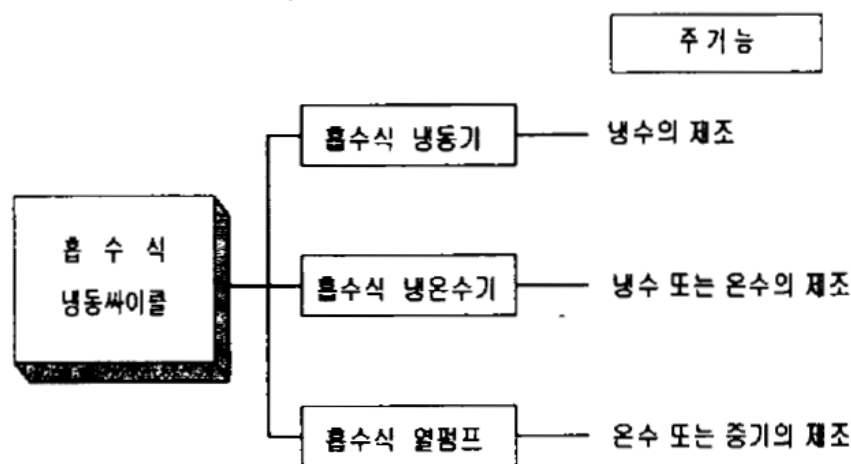 주 기 능
흡수식 냉동기
냉수의 제조
흡 수 식
냉동싸이클
흡수식 냉온수기
냉수 또는 온수의 제조
흡수식 열펌프
온수 또는 증기의 제조